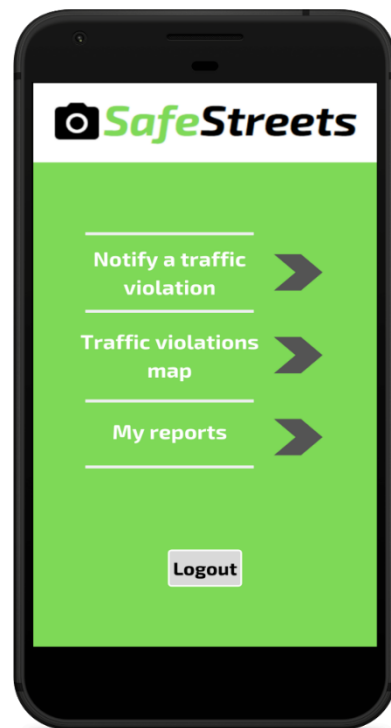 SafeStreets
Notify a traffic
violation
Traffic violations
map
My reports
Logout